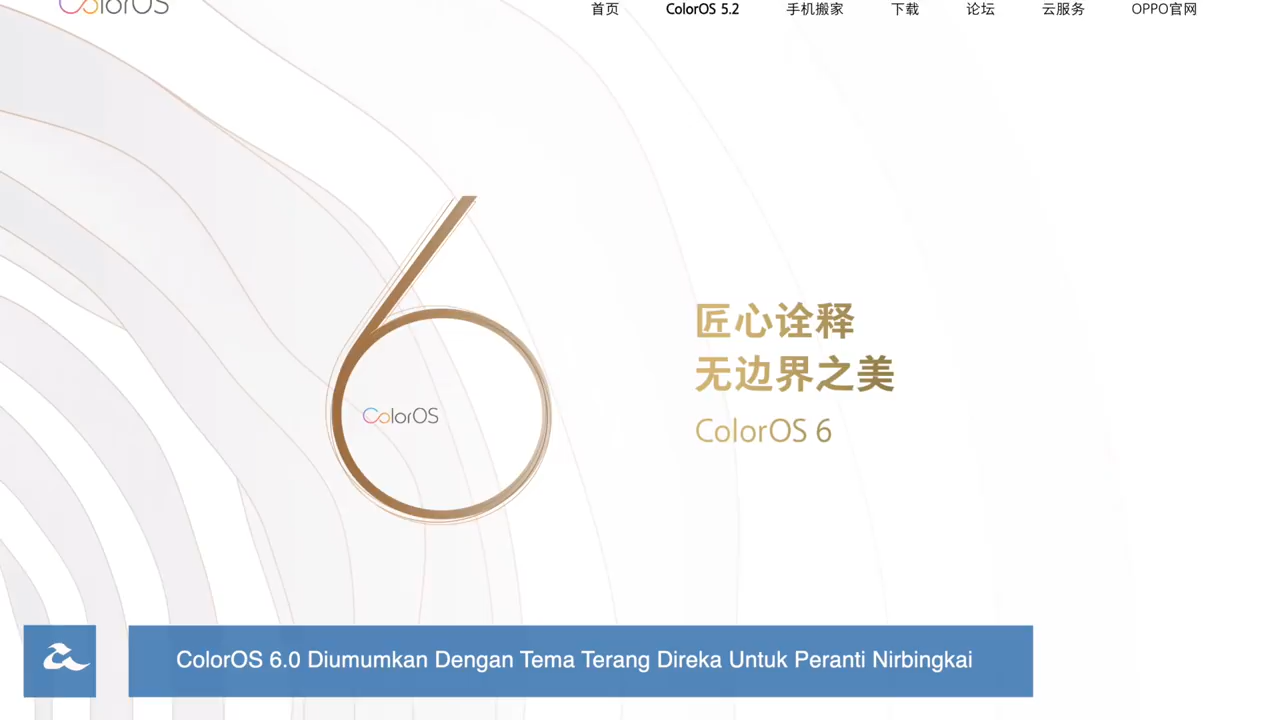 ColorOS
首页 ColorOS 5.2 手机搬家 下载 论坛 云服务 OPPO官网
匠心诠释
无边界之美
ColorOS 6
ColorOS
ColorOS 6.0 Diumumkan Dengan Tema Terang Direka Untuk Peranti Nirbingkai